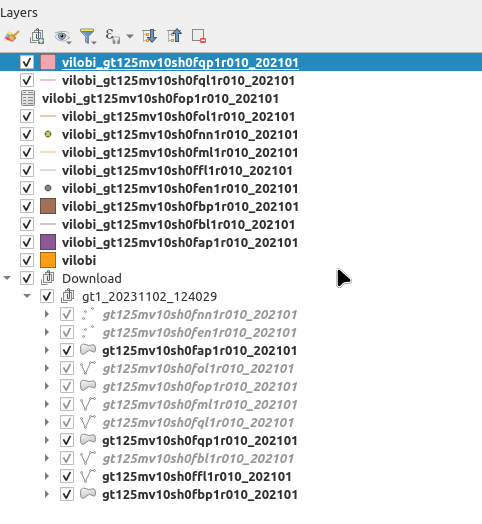 Layers
vilobi_gt125mv10sh0fqp1r010_202101
vilobi_gt125mv10sh0fql1r010_202101
vilobi_gt125mv10sh0fop1r010_202101
vilobi_gt125mv10sh0fol1r010_202101
vilobi_gt125mv10sh0fnn1r010_202101
vilobi_gt125mv10sh0fml1r010_202101
vilobi_gt125mv10sh0ffl1r010_202101
vilobi_gt125mv10sh0fen1r010_202101
vilobi_gt125mv10sh0fbp1r010_202101
vilobi_gt125mv10sh0fbl1r010_202101
vilobi_gt125mv10sh0fap1r010_202101
vilobi
Download
gt1_20231102_124029
gt125mv10sh0fnn1r010_202101
gt125mv10sh0fen1r010_202101
gt125mv10sh0fap1r010_202101
gt125mv10sh0fol1r010_202101
gt125mv10sh0fop1r010_202101
gt125mv10sh0fml1r010_202101
gt125mv10sh0fql1r010_202101
gt125mv10sh0fqp1r010_202101
gt125mv10sh0fbl1r010_202101
gt125mv10sh0ffl1r010_202101
gt125mv10sh0fbp1r010_202101